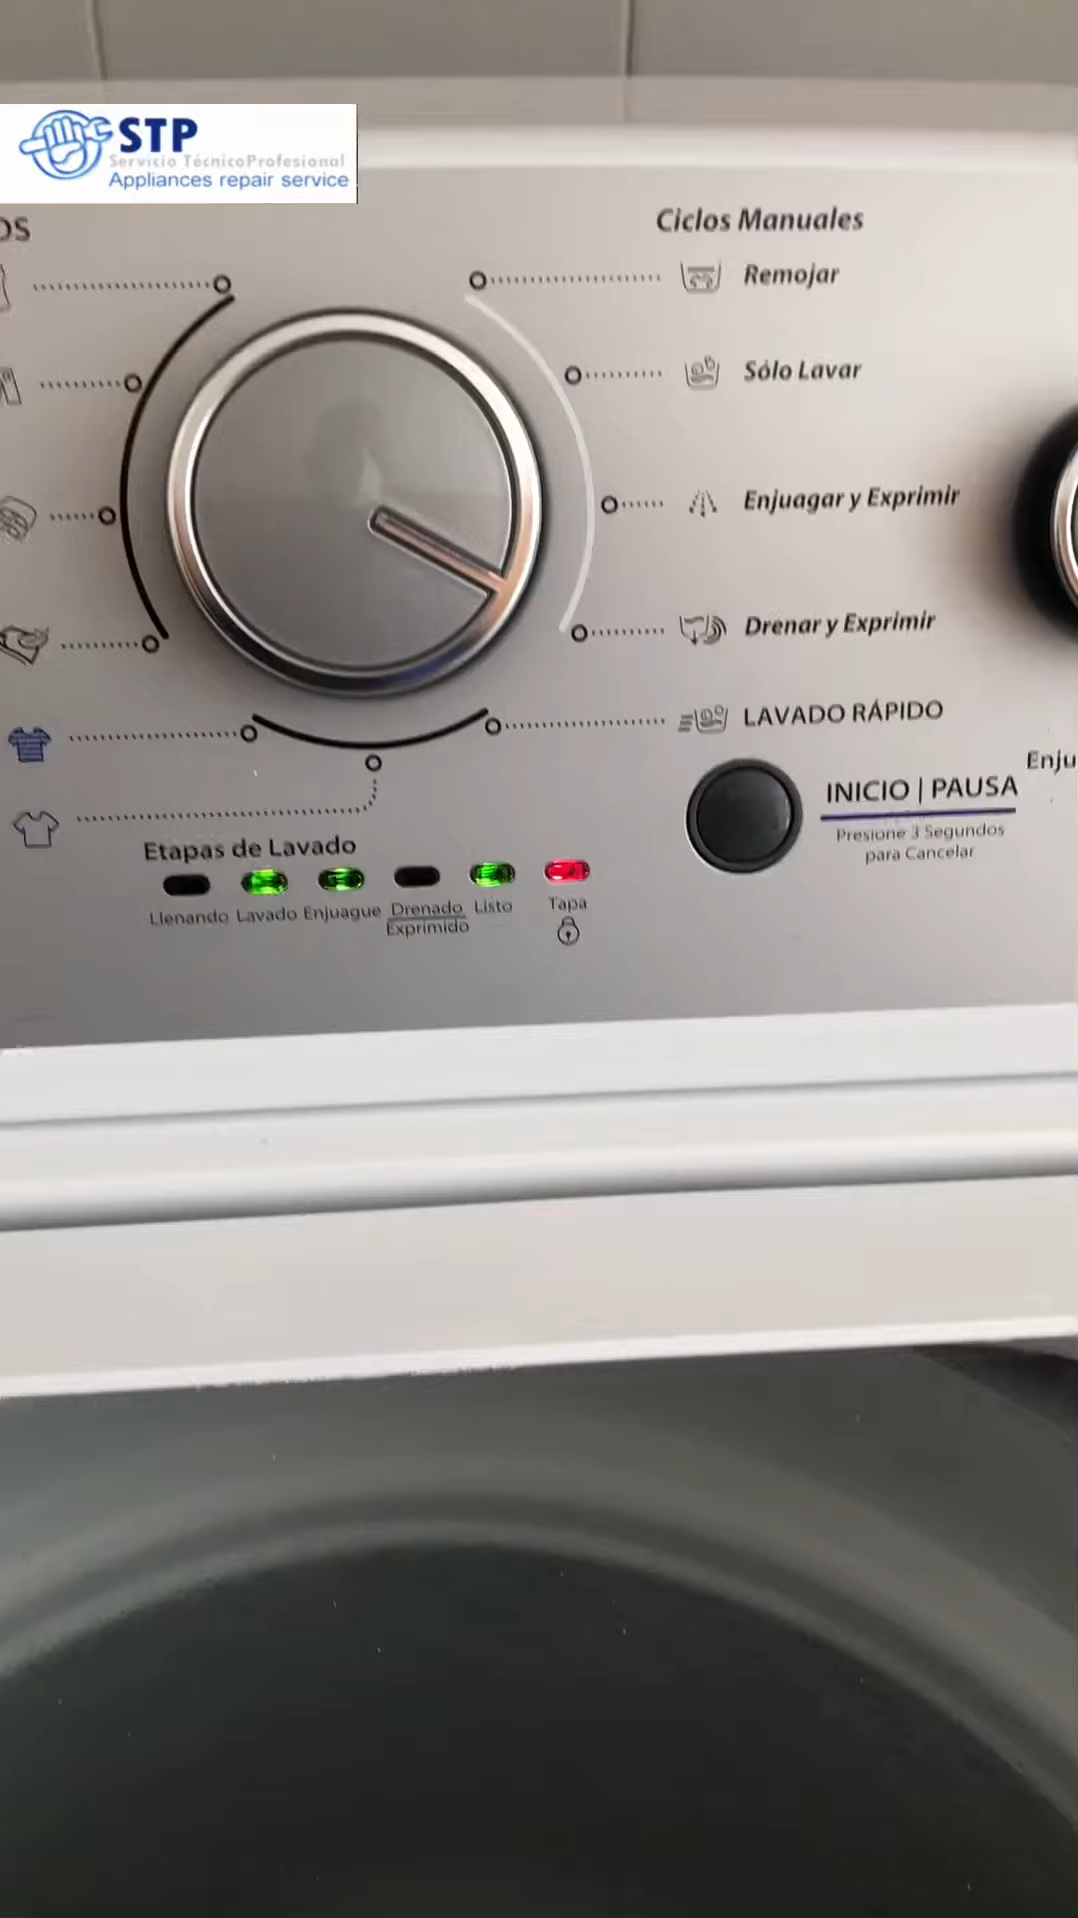 STP
Servicio TécnicoProfesional
Appliances repair service
OS
Ciclos Manuales
Remojar
Sólo Lavar
Enjuagar y Exprimir
Drenar y Exprimir
LAVADO RÁPIDO
Enju
INICIO | PAUSA
Presione 3 Segundos
para Cancelar
Etapas de Lavado
Llenando Lavado Enjuague Drenado Listo Tapa
Exprimido